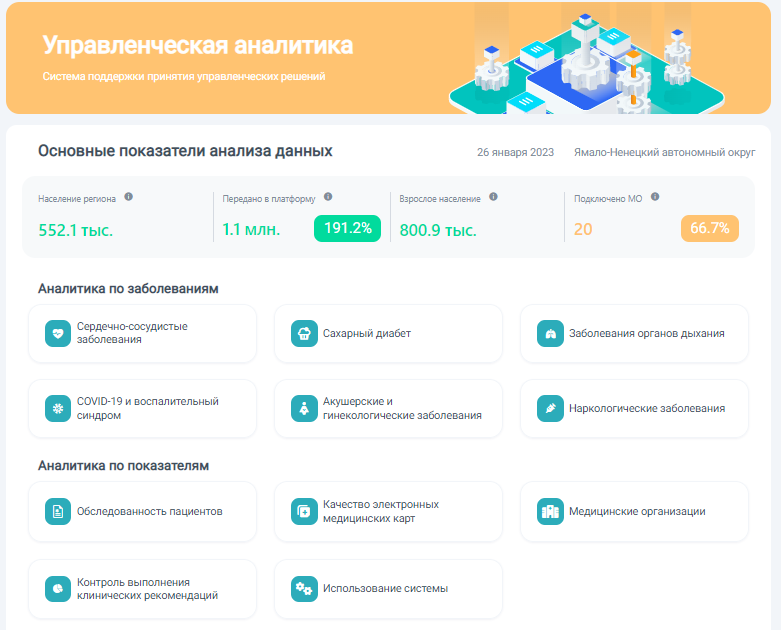 Управленческая аналитика
Система поддержки принятия управленческих решений
Основные показатели анализа данных
26 января 2023
Ямало-Ненецкий автономный округ
Население региона
552.1 тыс.
Передано в платформу
1.1 млн.
191.2%
Взрослое население
800.9 тыс.
Подключено МО
20
66.7%
Аналитика по заболеваниям
Сердечно-сосудистые
заболевания
Сахарный диабет
Заболевания органов дыхания
COVID-19 и воспалительный
синдром
Акушерские и
гинекологические заболевания
Наркологические заболевания
Аналитика по показателям
Обследованность пациентов
Качество электронных
медицинских карт
Медицинские организации
Контроль выполнения
клинических рекомендаций
Использование системы